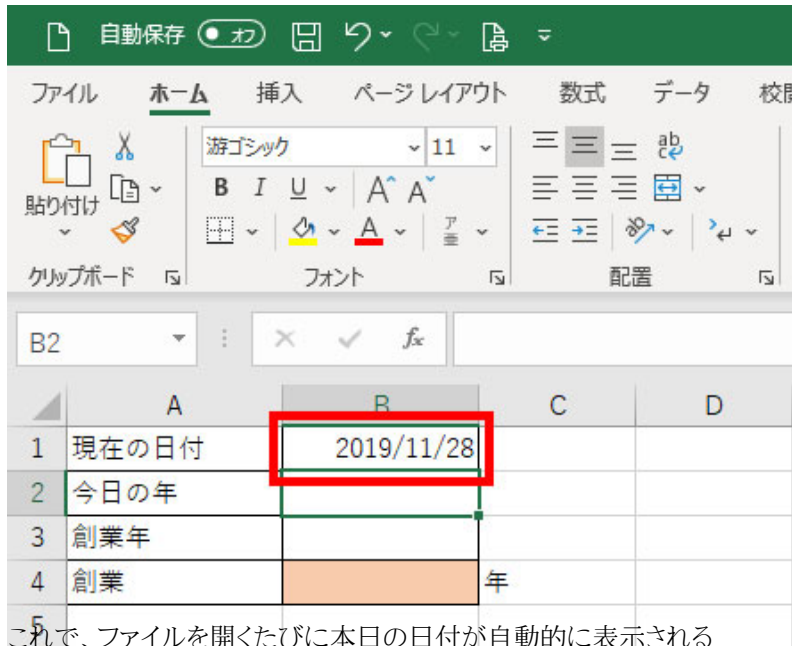 自動保存 オフ
ファイル ホーム 挿入 ページ レイアウト 数式 データ 校閲
貼り付け
游ゴシック 11
B I U A A
ab
A ア 亜
クリップボード フォント 配置
B2 fx
A B C D
1 現在の日付 2019/11/28
2 今日の年
3 創業年
4 創業 年
5
これで、ファイルを開くたびに本日の日付が自動的に表示される